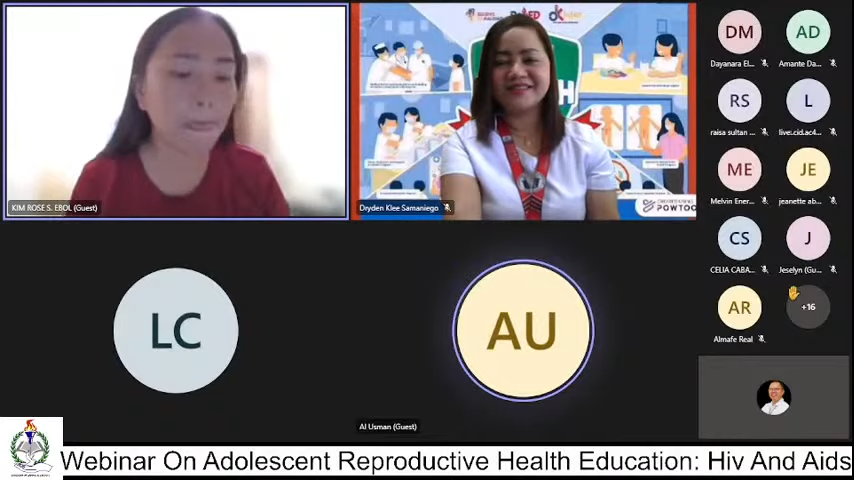 DM
AD
Dayanara El...
Amante Da...
RS
L
raisa sultan ...
live:.cid.ac4...
ME
JE
Melvin Ener...
jeanette ab...
CS
J
CELIA CABA...
Jeselyn (Gu...
AR
+16
Almafe Real
KIM ROSE S. EBOL (Guest)
Dryden Klee Samaniego
POWTOO
LC
AU
Al Usman (Guest)
Webinar On Adolescent Reproductive Health Education: Hiv And Aids